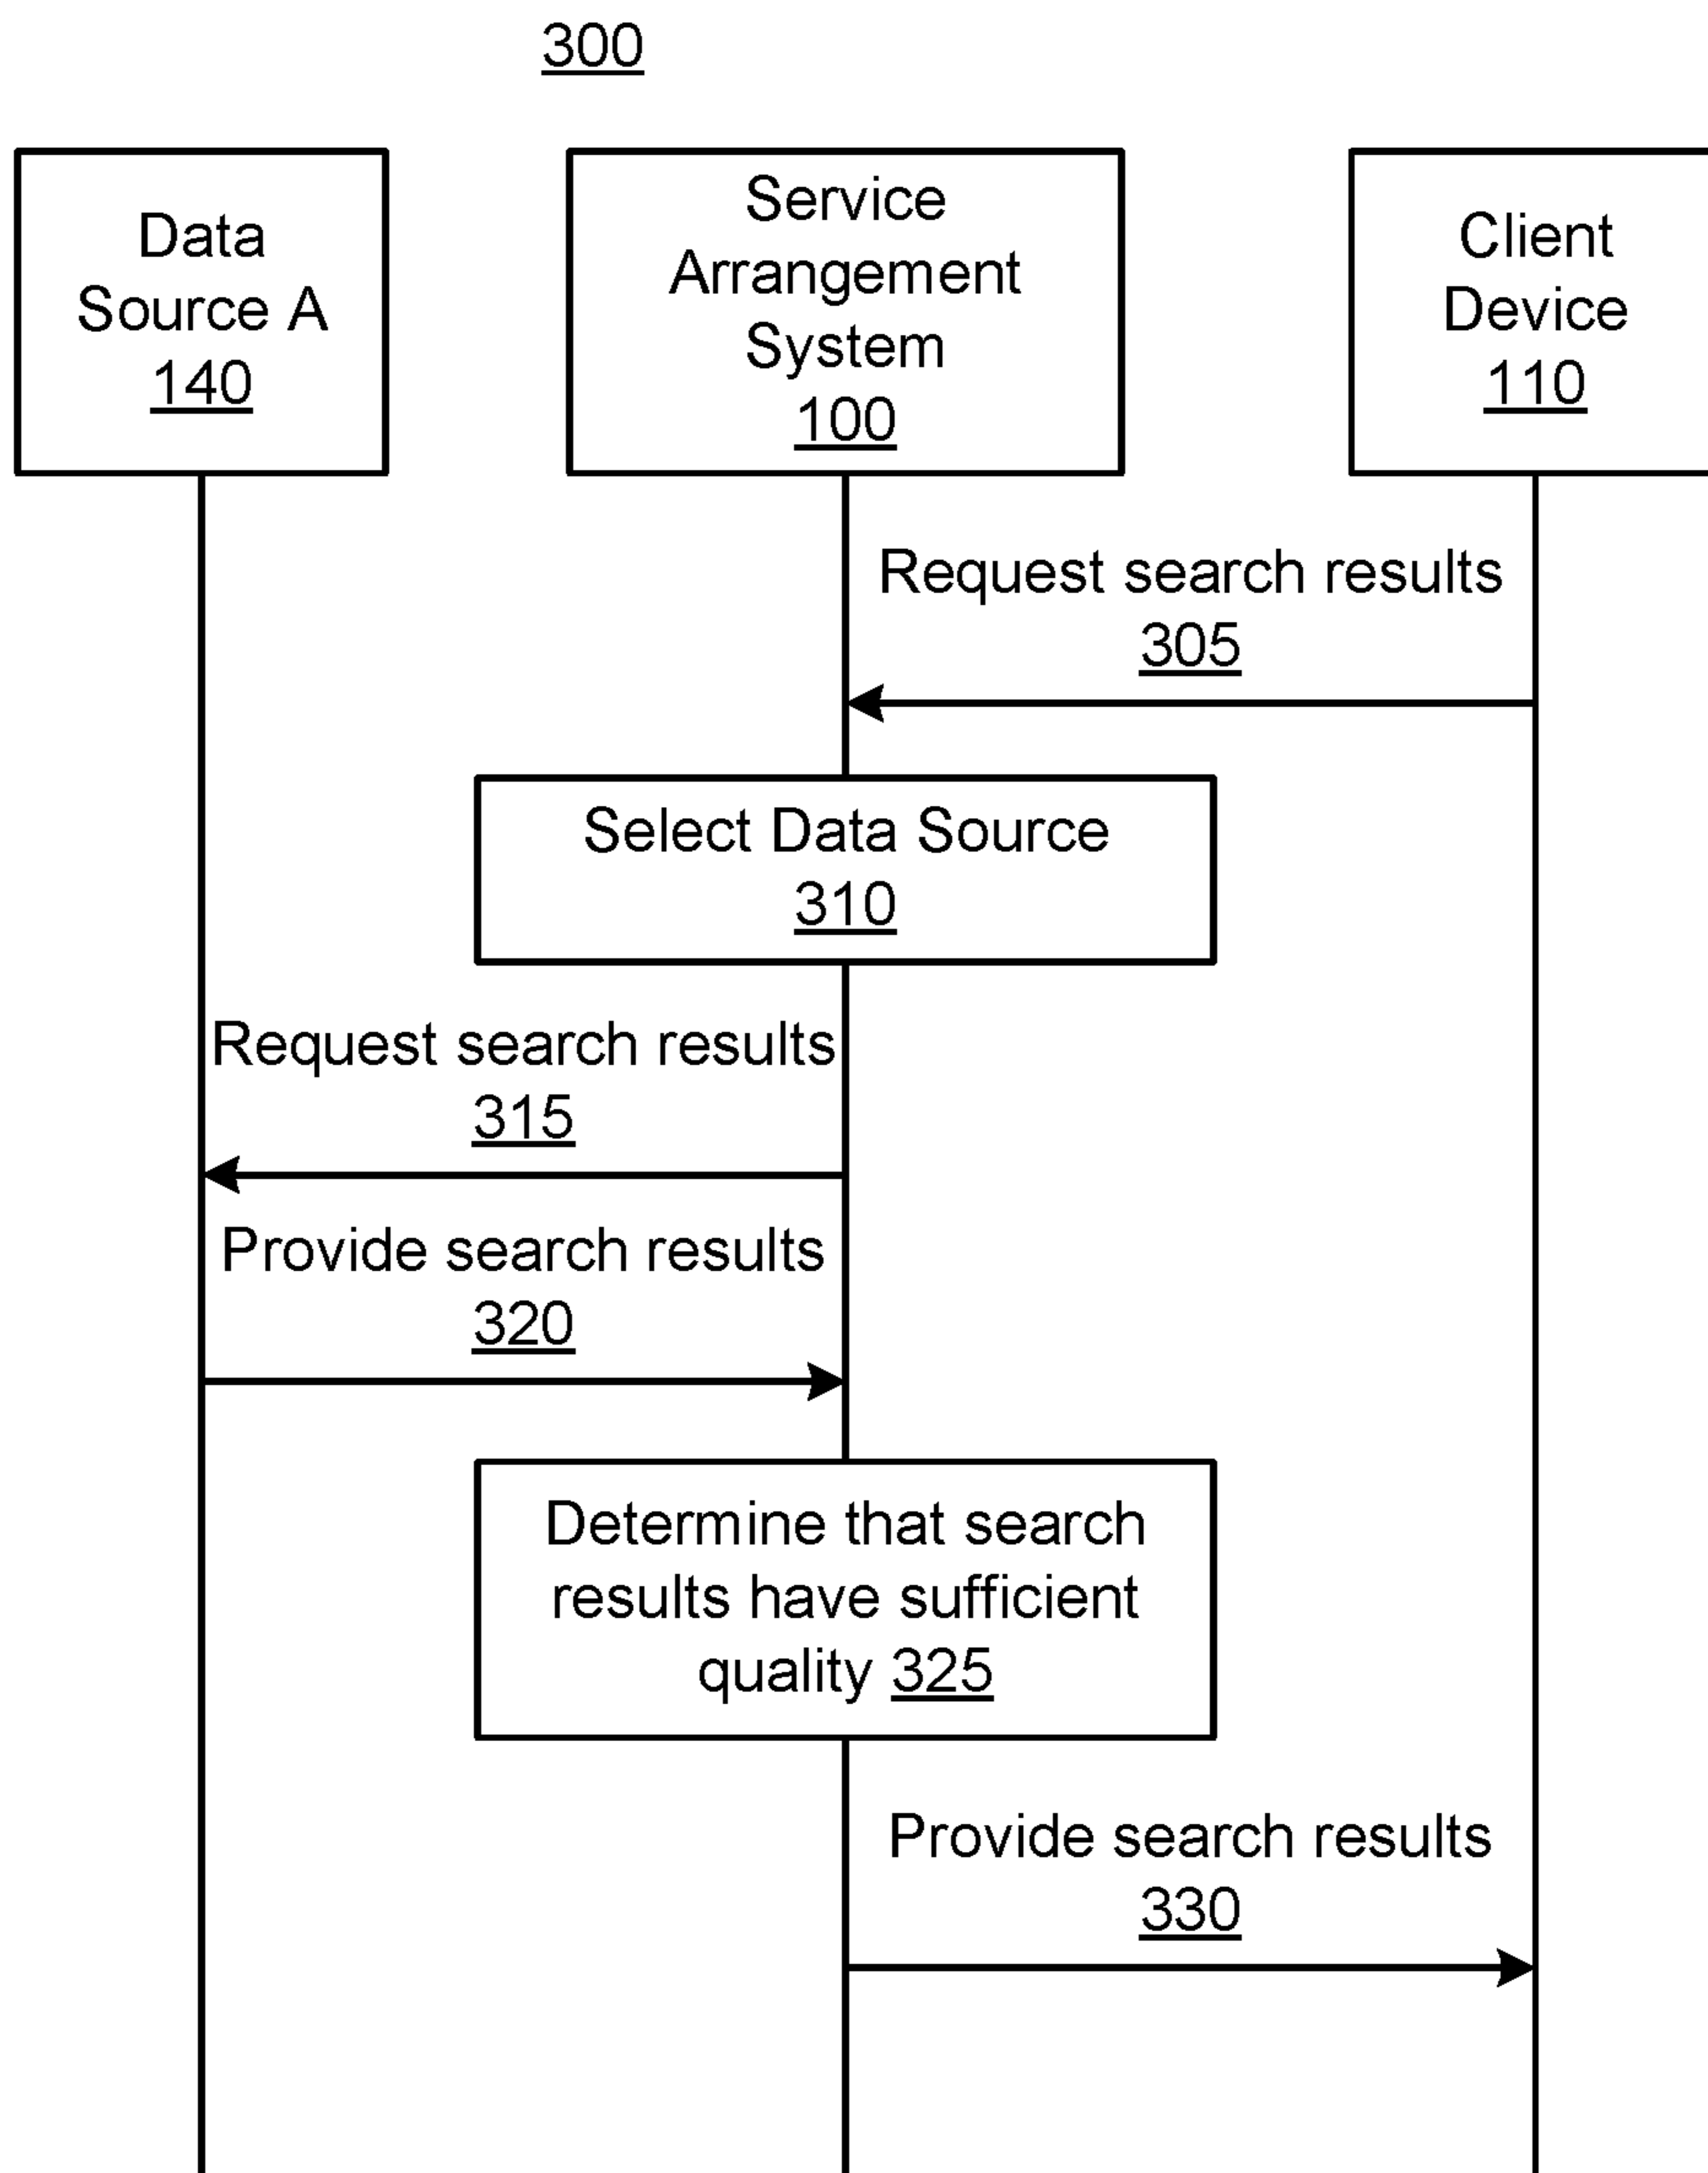 300
Data
Source A
140
Service
Arrangement
System
100
Client
Device
110
Request search results
305
Select Data Source
310
Request search results
315
Provide search results
320
Determine that search
results have sufficient
quality 325
Provide search results
330